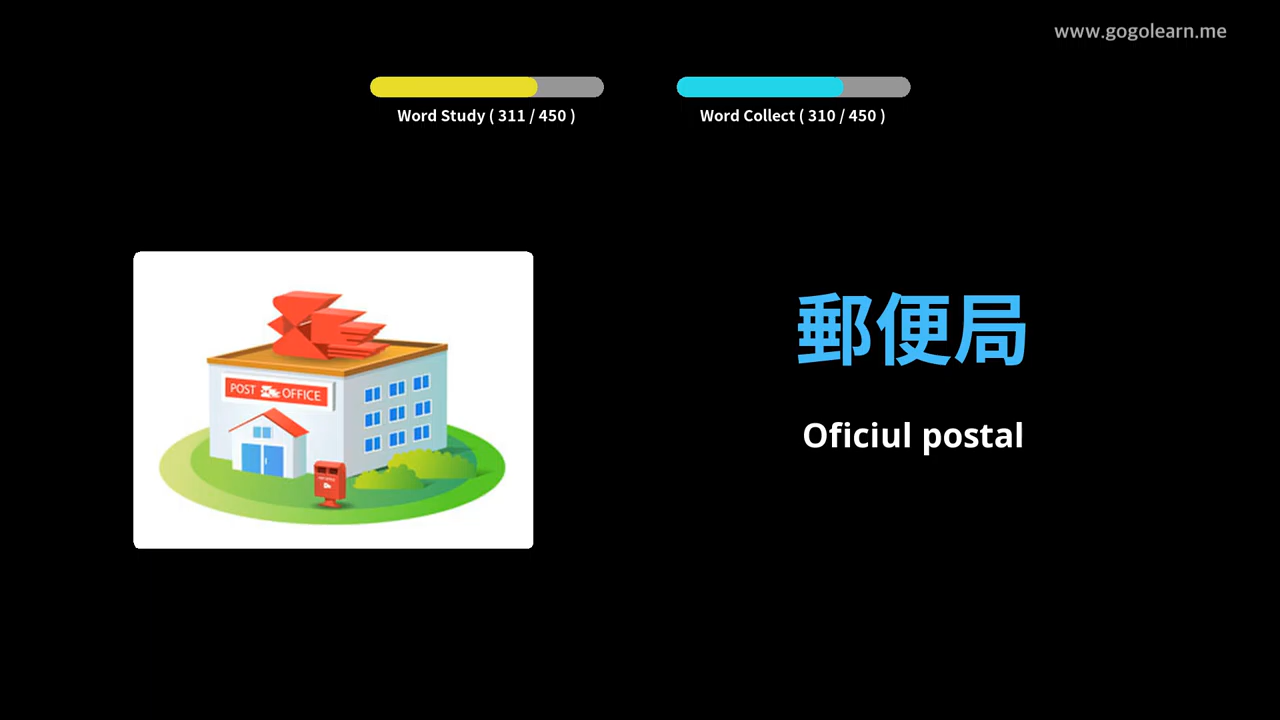 www.gogolearn.me
Word Study ( 311 / 450 )
Word Collect ( 310 / 450 )
POST OFFICE
郵便局
Oficiul postal